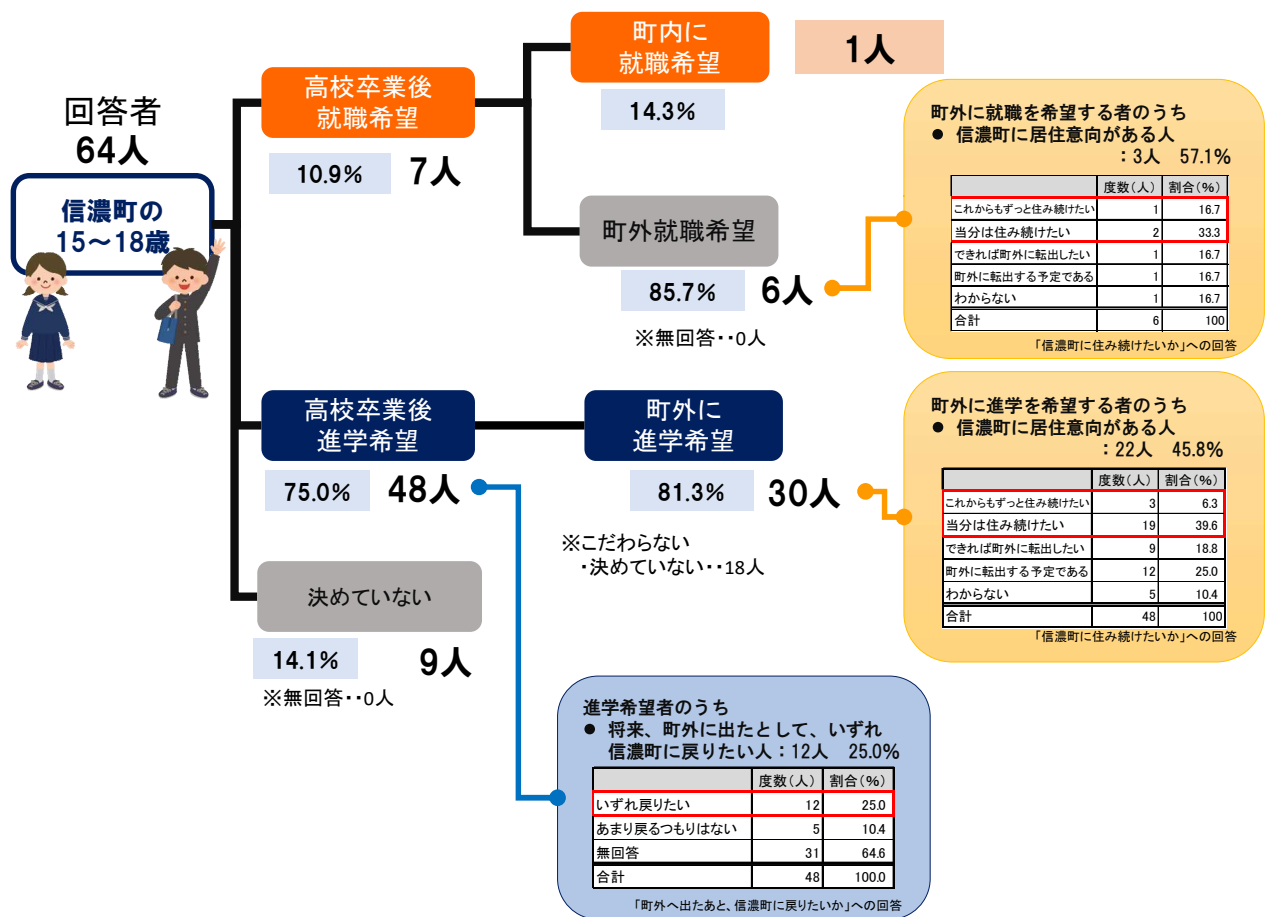 回答者
64人
信濃町の
15～18歳
高校卒業後
就職希望
10.9% 7人
町内に
就職希望
1人
14.3%
町外就職希望
85.7% 6人
※無回答・・0人
町外に就職を希望する者のうち
● 信濃町に居住意向がある人
：3人 57.1%
度数(人) 割合(%)
これからもずっと住み続けたい 1 16.7
当分は住み続けたい 2 33.3
できれば町外に転出したい 1 16.7
町外に転出する予定である 1 16.7
わからない 1 16.7
合計 6 100
「信濃町に住み続けたいか」への回答
高校卒業後
進学希望
75.0% 48人
町外に
進学希望
81.3% 30人
※こだわらない
・決めていない・・18人
町外に進学を希望する者のうち
● 信濃町に居住意向がある人
：22人 45.8%
度数(人) 割合(%)
これからもずっと住み続けたい 3 6.3
当分は住み続けたい 19 39.6
できれば町外に転出したい 9 18.8
町外に転出する予定である 12 25.0
わからない 5 10.4
合計 48 100
「信濃町に住み続けたいか」への回答
決めていない
14.1% 9人
※無回答・・0人
進学希望者のうち
● 将来、町外に出たとして、いずれ
信濃町に戻りたい人：12人 25.0%
度数(人) 割合(%)
いずれ戻りたい 12 25.0
あまり戻るつもりはない 5 10.4
無回答 31 64.6
合計 48 100.0
「町外へ出たあと、信濃町に戻りたいか」への回答